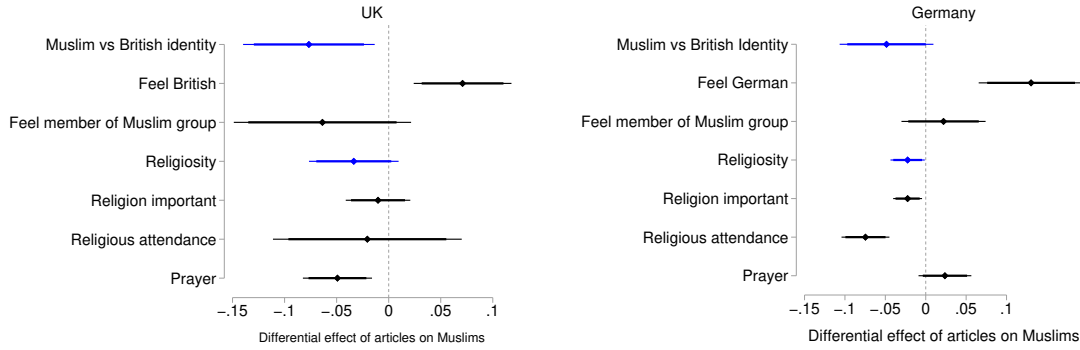 UK
Muslim vs British identity
Feel British
Feel member of Muslim group
Religiosity
Religion important
Religious attendance
Prayer
−.15 −.1 −.05 0 .05 0.1
Differential effect of articles on Muslims
Germany
Muslim vs British Identity
Feel German
Feel member of Muslim group
Religiosity
Religion important
Religious attendance
Prayer
−.15 −.1 −.05 0 .05 .1
Differential effect of articles on Muslims